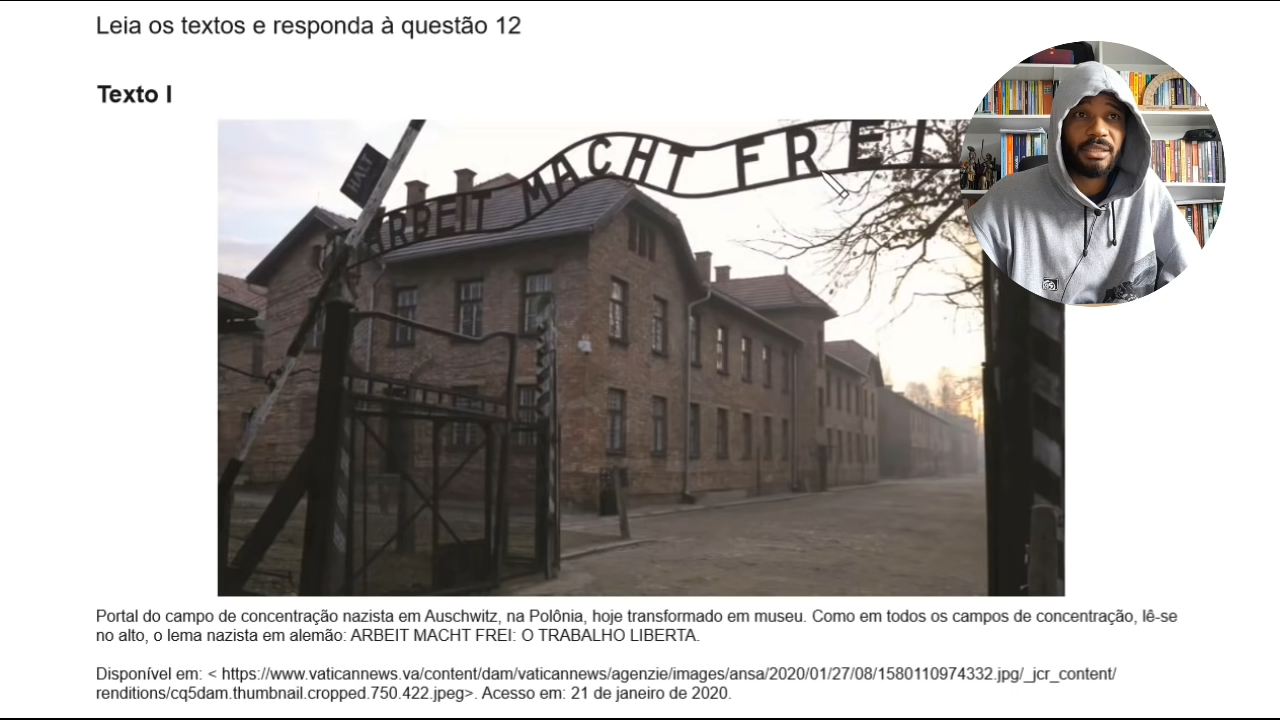 Leia os textos e responda à questão 12
Texto I
HALT
ARBEIT MACHT FREI
Portal do campo de concentração nazista em Auschwitz, na Polônia, hoje transformado em museu. Como em todos os campos de concentração, lê-se
no alto, o lema nazista em alemão: ARBEIT MACHT FREI: O TRABALHO LIBERTA.
Disponível em: < https://www.vaticannews.va/content/dam/vaticannews/agenzie/images/ansa/2020/01/27/08/1580110974332.jpg/_jcr_content/
renditions/cq5dam.thumbnail.cropped.750.422.jpeg>. Acesso em: 21 de janeiro de 2020.